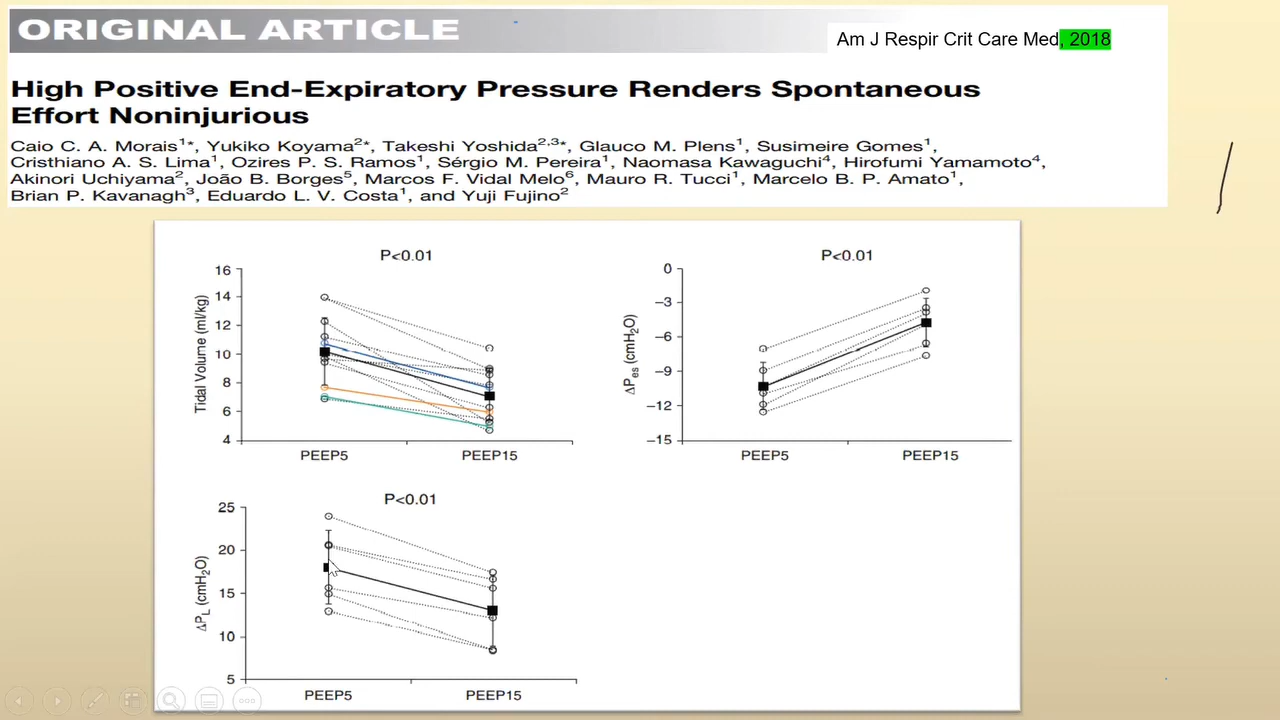 ORIGINAL ARTICLE
Am J Respir Crit Care Med, 2018
High Positive End-Expiratory Pressure Renders Spontaneous
Effort Noninjurious
Caio C. A. Morais1*, Yukiko Koyama2*, Takeshi Yoshida2,3*, Glauco M. Plens1, Susimeire Gomes1,
Cristhiano A. S. Lima1, Ozires P. S. Ramos1, Sérgio M. Pereira1, Naomasa Kawaguchi4, Hirofumi Yamamoto4,
Akinori Uchiyama2, João B. Borges5, Marcos F. Vidal Melo6, Mauro R. Tucci1, Marcelo B. P. Amato1,
Brian P. Kavanagh3, Eduardo L. V. Costa1, and Yuji Fujino2
P<0.01
16
14
12
10
8
6
4
Tidal Volume (ml/kg)
PEEP5 PEEP15
P<0.01
0
−3
−6
−9
−12
−15
ΔPes (cmH2O)
PEEP5 PEEP15
P<0.01
25
20
15
10
5
ΔPL (cmH2O)
PEEP5 PEEP15